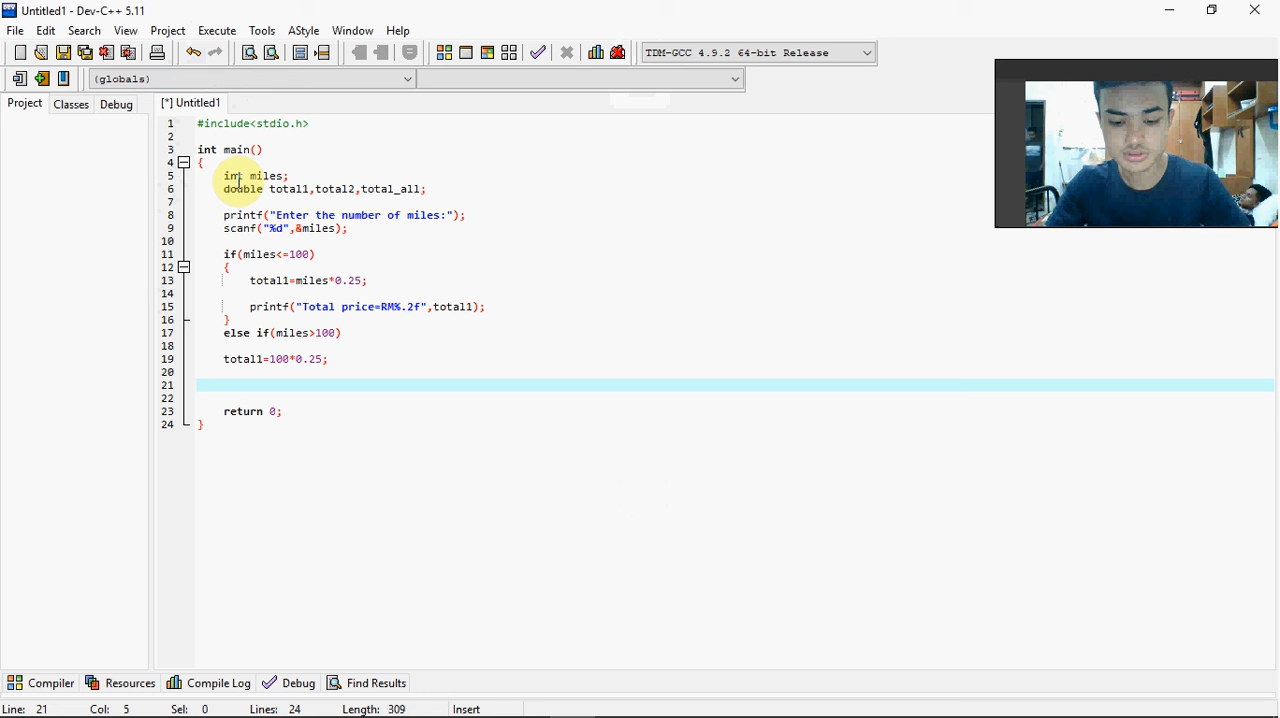 Untitled1 - Dev-C++ 5.11
File Edit Search View Project Execute Tools AStyle Window Help
TDM-GCC 4.9.2 64-bit Release
(globals)
Project Classes Debug [*] Untitled1
1 #include<stdio.h>
2
3 int main()
4 {
5 int miles;
6 double total1,total2,total_all;
7
8 printf("Enter the number of miles:");
9 scanf("%d",&miles);
10
11 if(miles<=100)
12 {
13 total1=miles*0.25;
14
15 printf("Total price=RM%.2f",total1);
16 }
17 else if(miles>100)
18
19 total1=100*0.25;
20
21
22
23 return 0;
24 }
Compiler Resources Compile Log Debug Find Results
Line: 21 Col: 5 Sel: 0 Lines: 24 Length: 309 Insert